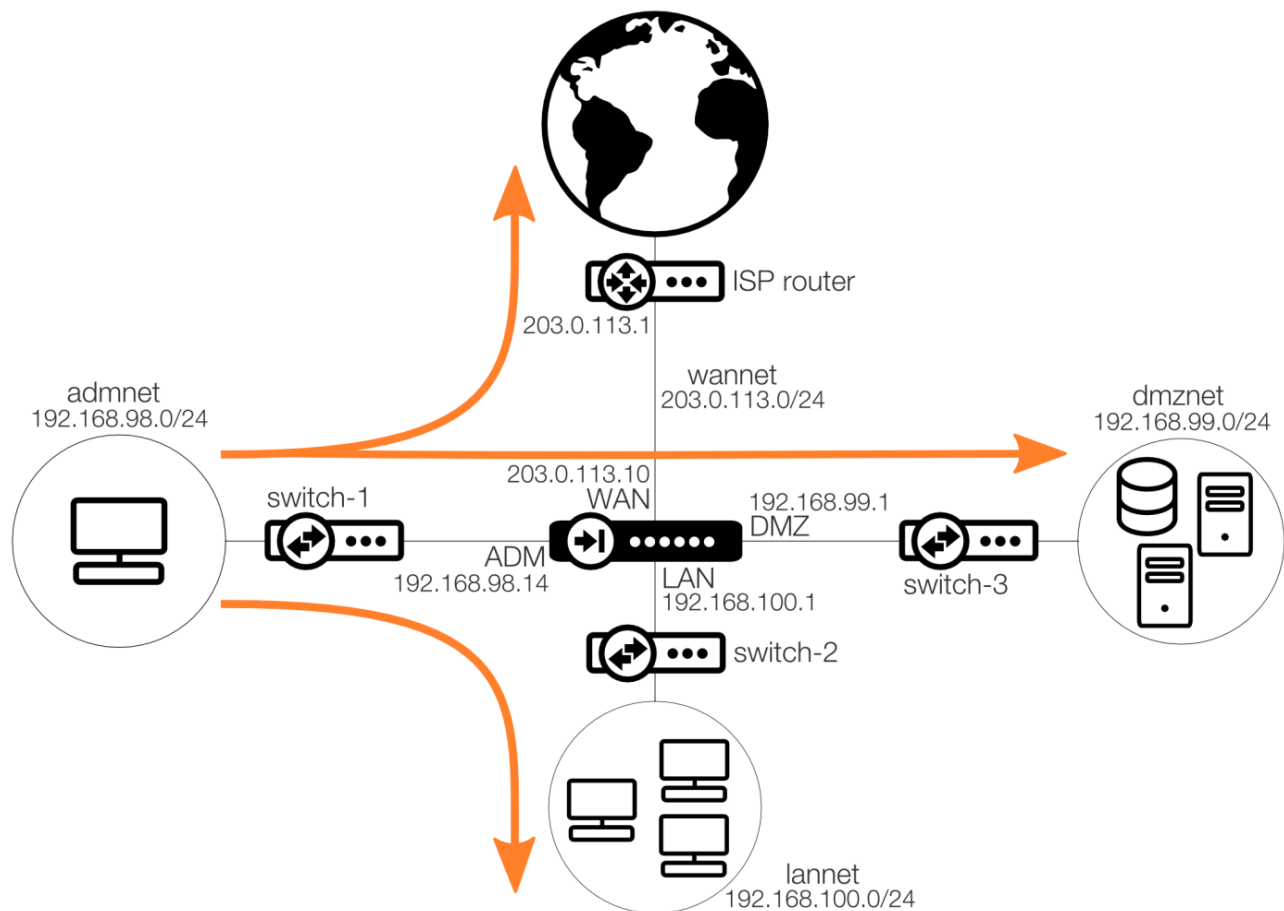 ISP router
203.0.113.1
wannet
203.0.113.0/24
admnet
192.168.98.0/24
dmznet
192.168.99.0/24
203.0.113.10
WAN
switch-1
192.168.99.1
DMZ
ADM
192.168.98.14
LAN
192.168.100.1
switch-3
switch-2
lannet
192.168.100.0/24